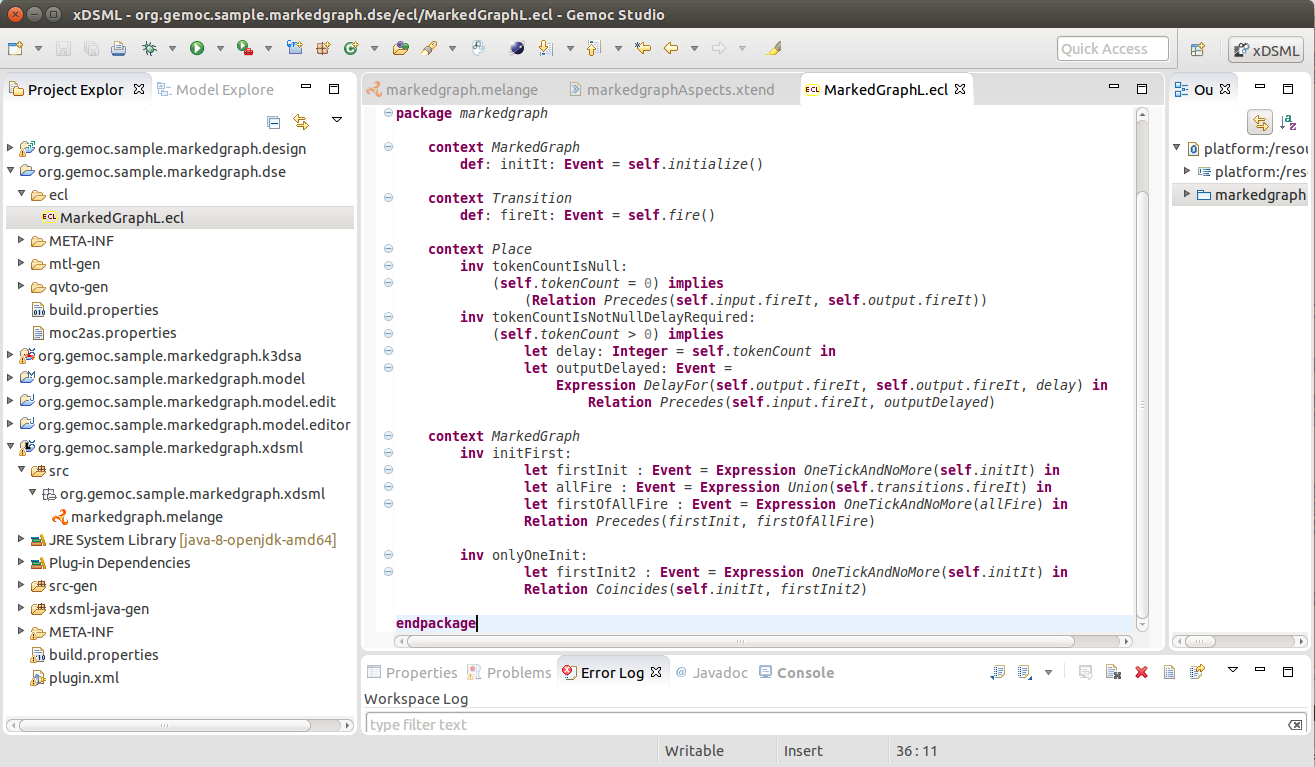 xDSML - org.gemoc.sample.markedgraph.dse/ecl/MarkedGraphL.ecl - Gemoc Studio
Quick Access
xDSML
Project Explor
Model Explore
org.gemoc.sample.markedgraph.design
org.gemoc.sample.markedgraph.dse
ecl
ECL MarkedGraphL.ecl
META-INF
mtl-gen
qvto-gen
build.properties
moc2as.properties
org.gemoc.sample.markedgraph.k3dsa
org.gemoc.sample.markedgraph.model
org.gemoc.sample.markedgraph.model.edit
org.gemoc.sample.markedgraph.model.editor
org.gemoc.sample.markedgraph.xdsml
src
org.gemoc.sample.markedgraph.xdsml
markedgraph.melange
JRE System Library [java-8-openjdk-amd64]
Plug-in Dependencies
src-gen
xdsml-java-gen
META-INF
build.properties
plugin.xml
markedgraph.melange
markedgraphAspects.xtend
ECL MarkedGraphL.ecl
package markedgraph
context MarkedGraph
def: initIt: Event = self.initialize()
context Transition
def: fireIt: Event = self.fire()
context Place
inv tokenCountIsNull:
(self.tokenCount = 0) implies
(Relation Precedes(self.input.fireIt, self.output.fireIt))
inv tokenCountIsNotNullDelayRequired:
(self.tokenCount > 0) implies
let delay: Integer = self.tokenCount in
let outputDelayed: Event =
Expression DelayFor(self.output.fireIt, self.output.fireIt, delay) in
Relation Precedes(self.input.fireIt, outputDelayed)
context MarkedGraph
inv initFirst:
let firstInit : Event = Expression OneTickAndNoMore(self.initIt) in
let allFire : Event = Expression Union(self.transitions.fireIt) in
let firstOfAllFire : Event = Expression OneTickAndNoMore(allFire) in
Relation Precedes(firstInit, firstOfAllFire)
inv onlyOneInit:
let firstInit2 : Event = Expression OneTickAndNoMore(self.initIt) in
Relation Coincides(self.initIt, firstInit2)
endpackage
Ou
platform:/resou
platform:/res
markedgraph
Properties
Problems
Error Log
@ Javadoc
Console
Workspace Log
type filter text
Writable
Insert
36 : 11